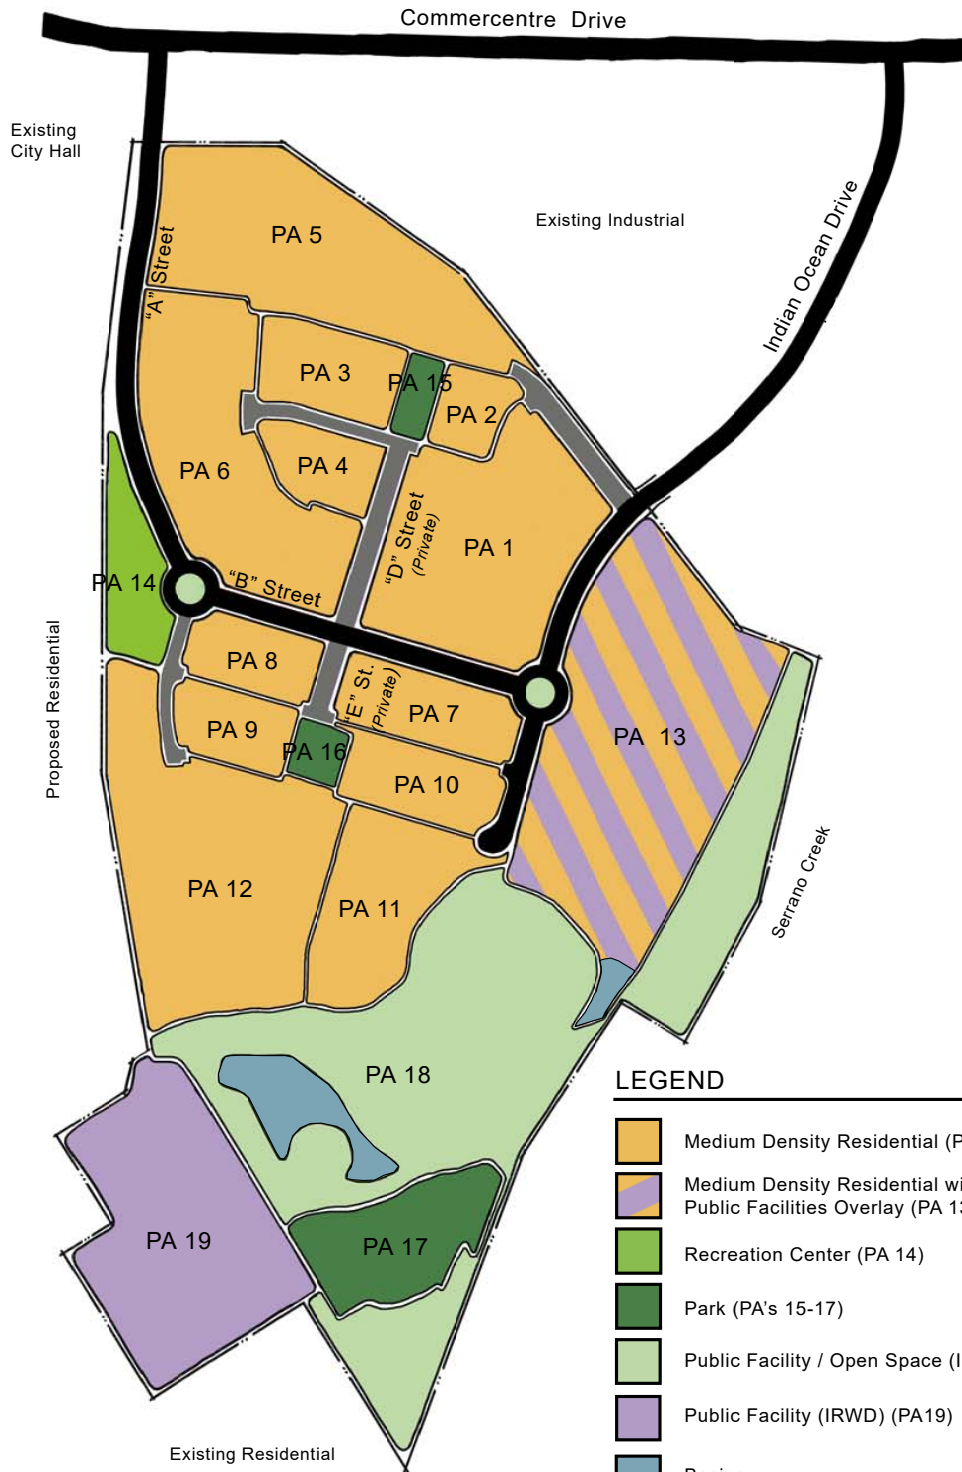 Commercentre Drive
Existing
City Hall
Existing Industrial
Indian Ocean Drive
"A" Street
PA 5
PA 3
PA 15
PA 2
PA 6
PA 4
"D" Street
(Private)
PA 1
PA 14
"B" Street
Proposed Residential
PA 8
"E" St.
(Private)
PA 7
PA 9
PA 16
PA 13
PA 10
PA 12
PA 11
Serrano Creek
PA 18
PA 19
PA 17
Existing Residential
LEGEND
Medium Density Residential (P
Medium Density Residential wi
Public Facilities Overlay (PA 13
Recreation Center (PA 14)
Park (PA's 15-17)
Public Facility / Open Space (I
Public Facility (IRWD) (PA19)